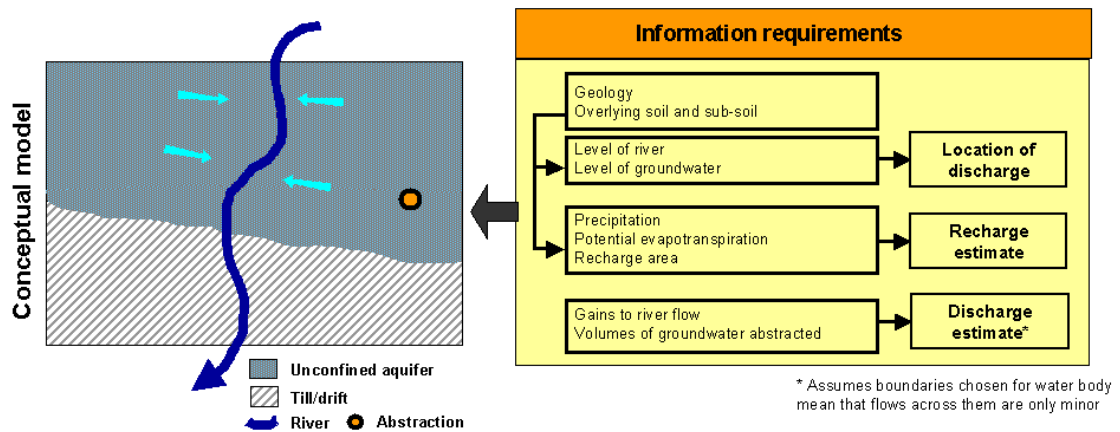 Conceptual model
Unconfined aquifer
Till/drift
River
Abstraction
Information requirements
Geology
Overlying soil and sub-soil
Level of river
Level of groundwater
Location of
discharge
Precipitation
Potential evapotranspiration
Recharge area
Recharge
estimate
Gains to river flow
Volumes of groundwater abstracted
Discharge
estimate*
* Assumes boundaries chosen for water body
mean that flows across them are only minor